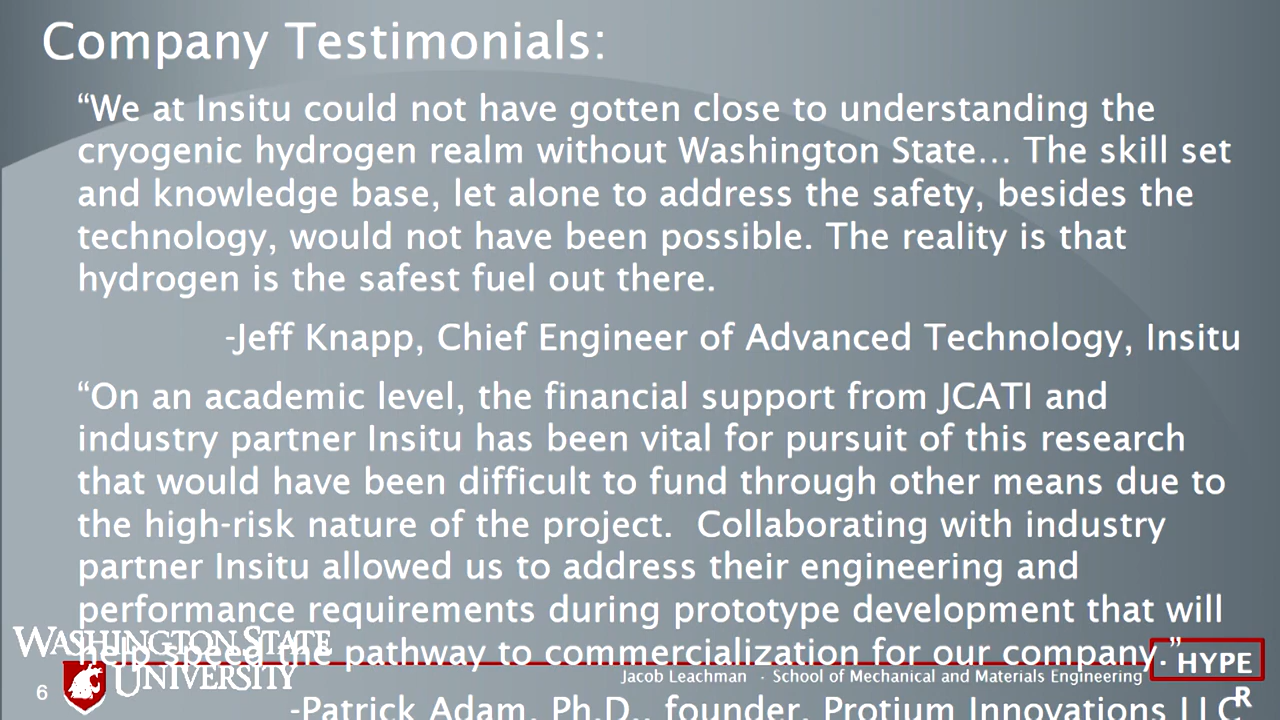 Company Testimonials:
“We at Insitu could not have gotten close to understanding the
cryogenic hydrogen realm without Washington State… The skill set
and knowledge base, let alone to address the safety, besides the
technology, would not have been possible. The reality is that
hydrogen is the safest fuel out there.
-Jeff Knapp, Chief Engineer of Advanced Technology, Insitu
“On an academic level, the financial support from JCATI and
industry partner Insitu has been vital for pursuit of this research
that would have been difficult to fund through other means due to
the high-risk nature of the project.  Collaborating with industry
partner Insitu allowed us to address their engineering and
performance requirements during prototype development that will
help speed the pathway to commercialization for our company.”
-Patrick Adam, Ph.D., founder, Protium Innovations LLC
WASHINGTON STATE
UNIVERSITY
6
Jacob Leachman · School of Mechanical and Materials Engineering
HYPE
R